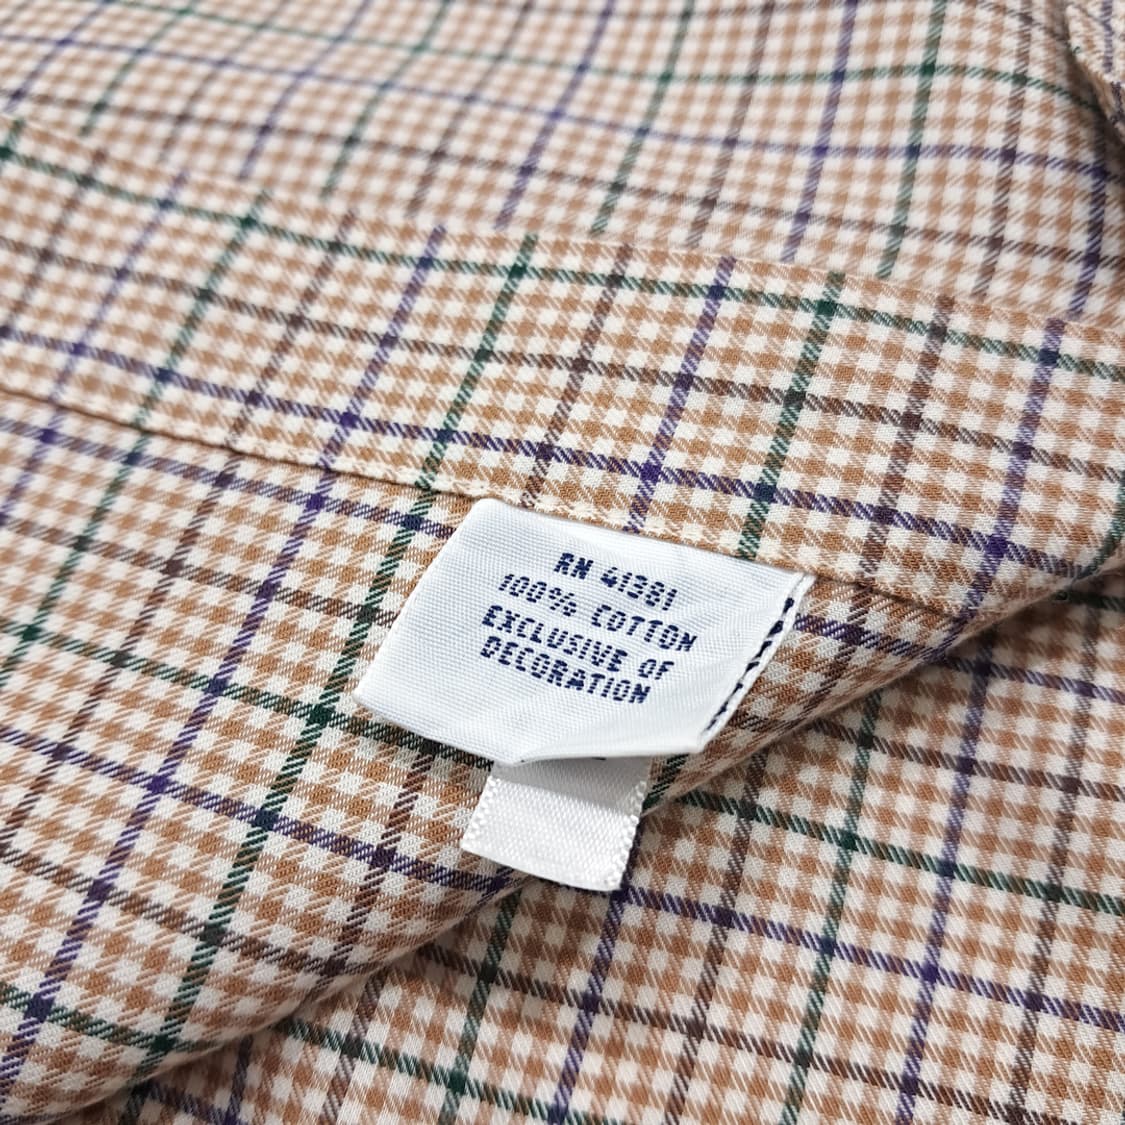 RN 41381
100% COTTON
EXCLUSIVE OF
DECORATION